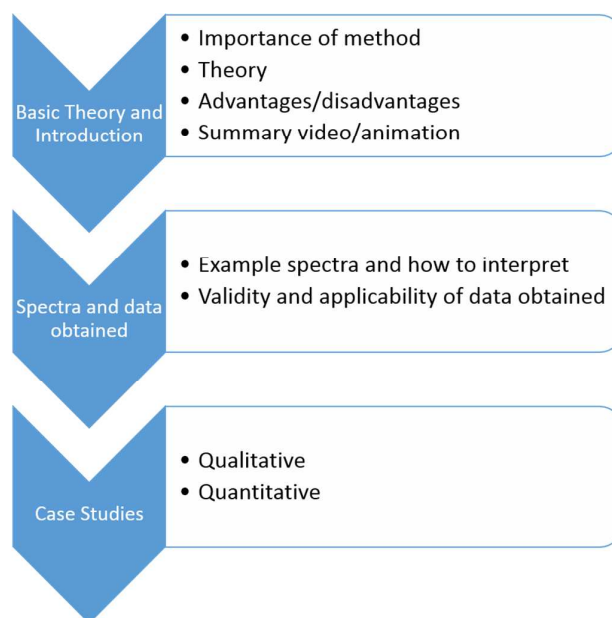 Basic Theory and
Introduction
• Importance of method
• Theory
• Advantages/disadvantages
• Summary video/animation
Spectra and data
obtained
• Example spectra and how to interpret
• Validity and applicability of data obtained
Case Studies
• Qualitative
• Quantitative